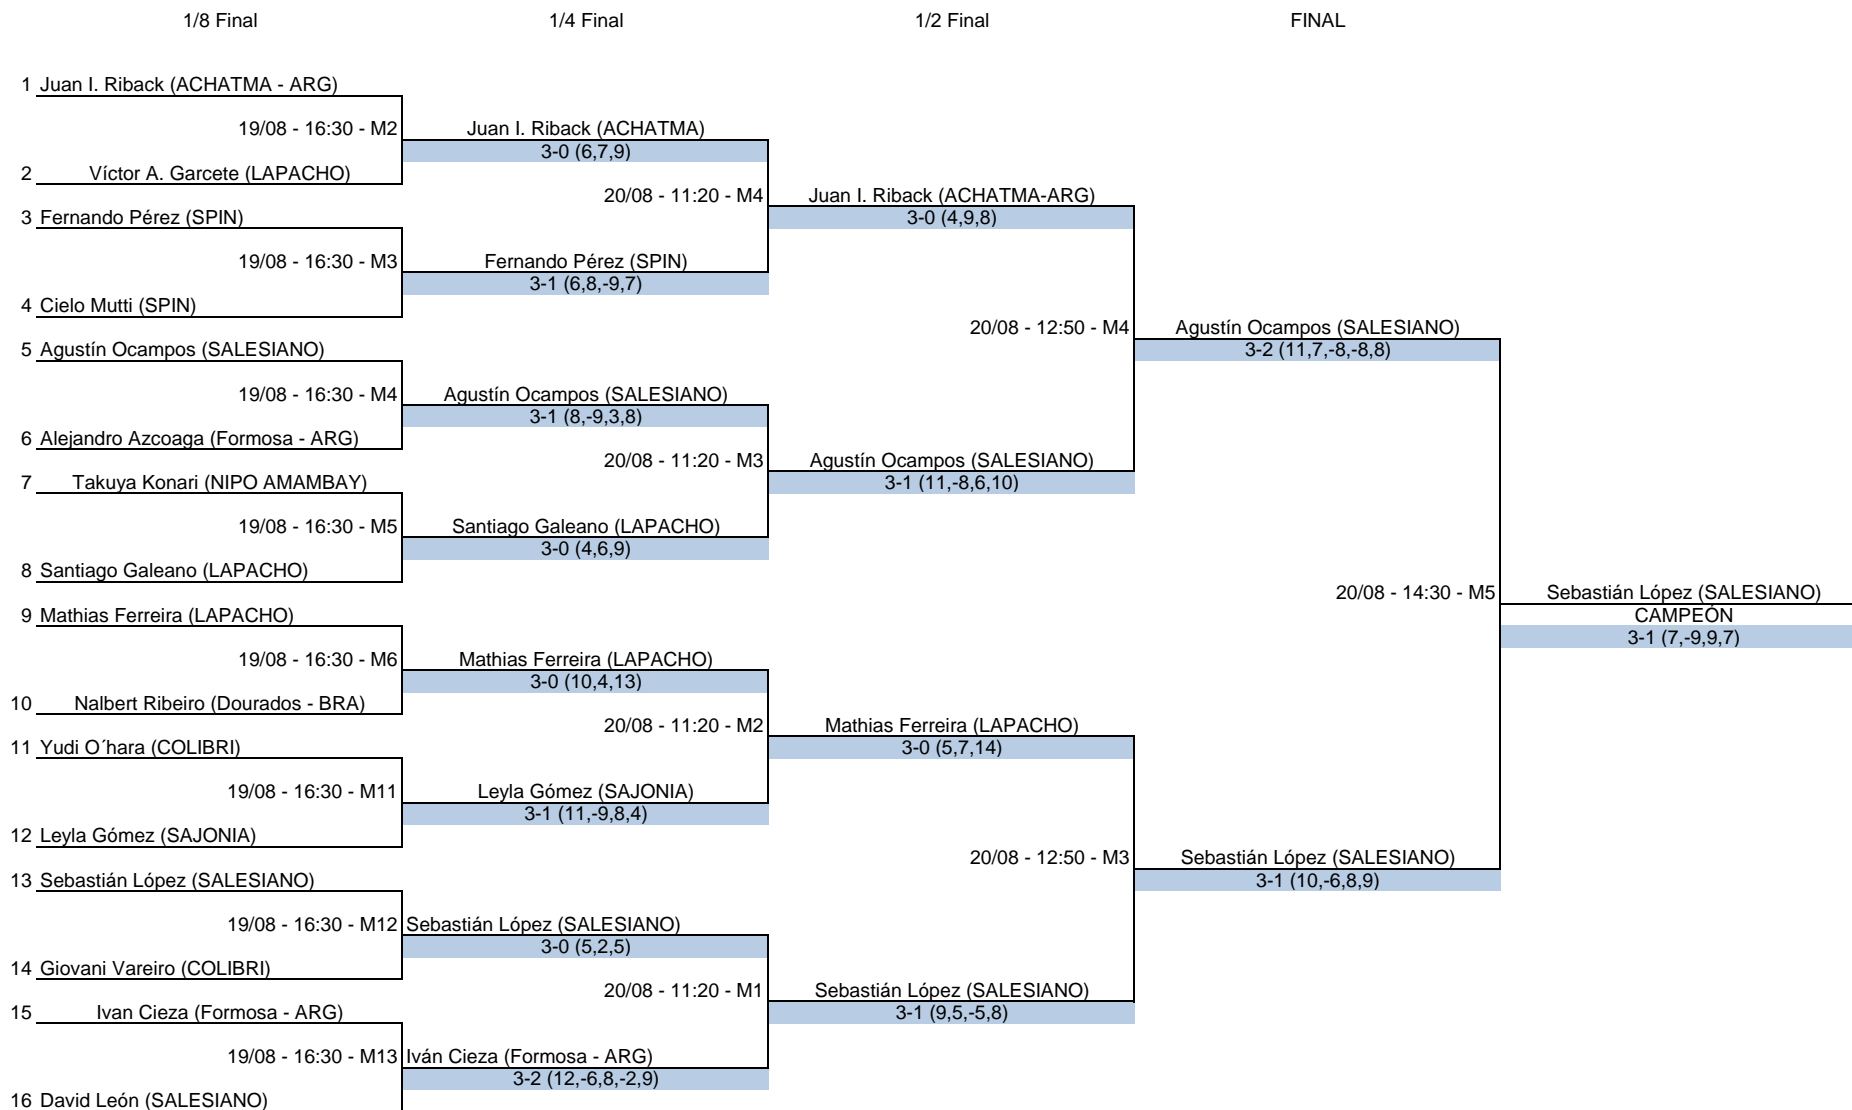 1/8 Final 1/4 Final 1/2 Final FINAL
1 Juan I. Riback (ACHATMA - ARG)
19/08 - 16:30 - M2 Juan I. Riback (ACHATMA)
3-0 (6,7,9)
2 Víctor A. Garcete (LAPACHO)
20/08 - 11:20 - M4 Juan I. Riback (ACHATMA-ARG)
3 Fernando Pérez (SPIN) 3-0 (4,9,8)
19/08 - 16:30 - M3 Fernando Pérez (SPIN)
3-1 (6,8,-9,7)
4 Cielo Mutti (SPIN)
20/08 - 12:50 - M4 Agustín Ocampos (SALESIANO)
5 Agustín Ocampos (SALESIANO) 3-2 (11,7,-8,-8,8)
19/08 - 16:30 - M4 Agustín Ocampos (SALESIANO)
3-1 (8,-9,3,8)
6 Alejandro Azcoaga (Formosa - ARG)
20/08 - 11:20 - M3 Agustín Ocampos (SALESIANO)
7 Takuya Konari (NIPO AMAMBAY) 3-1 (11,-8,6,10)
19/08 - 16:30 - M5 Santiago Galeano (LAPACHO)
3-0 (4,6,9)
8 Santiago Galeano (LAPACHO)
20/08 - 14:30 - M5 Sebastián López (SALESIANO)
9 Mathias Ferreira (LAPACHO) CAMPEÓN
3-1 (7,-9,9,7)
19/08 - 16:30 - M6 Mathias Ferreira (LAPACHO)
3-0 (10,4,13)
10 Nalbert Ribeiro (Dourados - BRA)
20/08 - 11:20 - M2 Mathias Ferreira (LAPACHO)
11 Yudi O´hara (COLIBRI) 3-0 (5,7,14)
19/08 - 16:30 - M11 Leyla Gómez (SAJONIA)
3-1 (11,-9,8,4)
12 Leyla Gómez (SAJONIA)
20/08 - 12:50 - M3 Sebastián López (SALESIANO)
13 Sebastián López (SALESIANO) 3-1 (10,-6,8,9)
19/08 - 16:30 - M12 Sebastián López (SALESIANO)
3-0 (5,2,5)
14 Giovani Vareiro (COLIBRI)
20/08 - 11:20 - M1 Sebastián López (SALESIANO)
15 Ivan Cieza (Formosa - ARG) 3-1 (9,5,-5,8)
19/08 - 16:30 - M13 Iván Cieza (Formosa - ARG)
3-2 (12,-6,8,-2,9)
16 David León (SALESIANO)